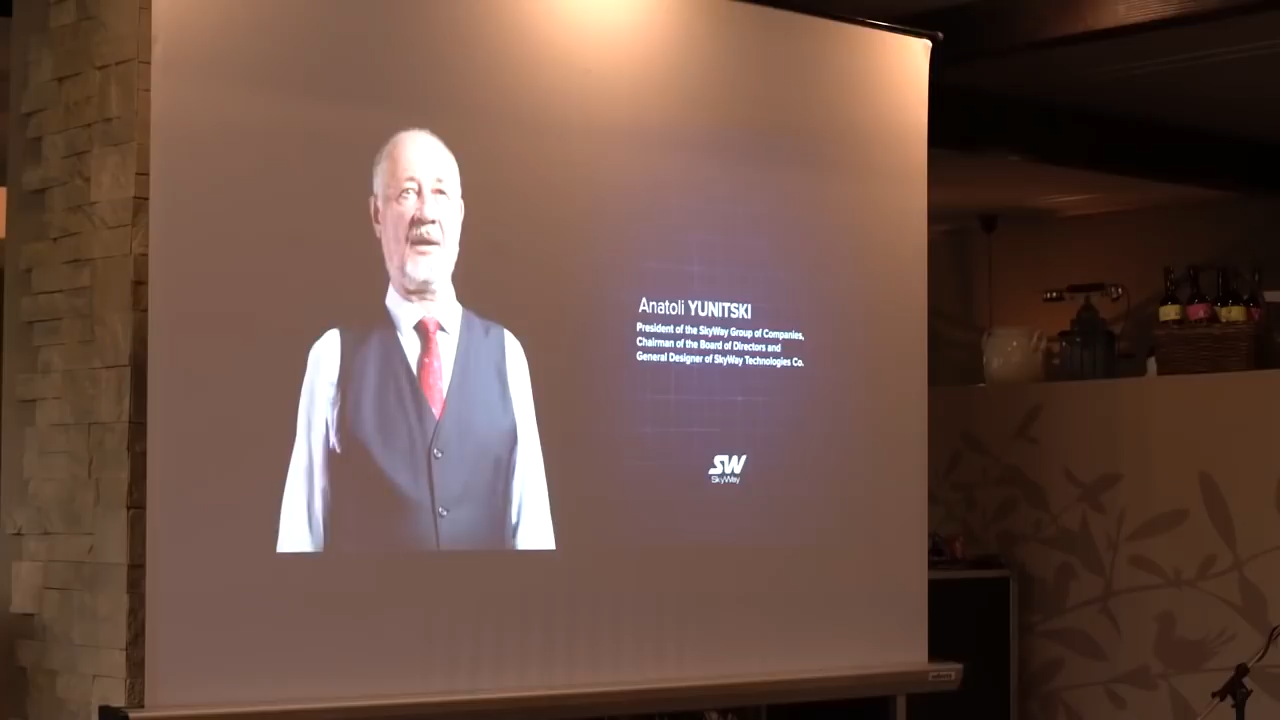 Anatoli YUNITSKI
President of the SkyWay Group of Companies,
Chairman of the Board of Directors and
General Designer of SkyWay Technologies Co.
SW
SkyWay